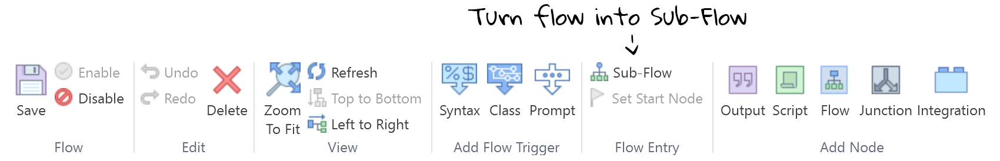 Turn flow into Sub-Flow
Save
Enable
Disable
Flow
Undo
Redo
Delete
Edit
Zoom
To Fit
Refresh
Top to Bottom
Left to Right
View
%$
Syntax
Class
Prompt
Add Flow Trigger
Sub-Flow
Set Start Node
Flow Entry
Output
Script
Flow
Junction
Integration
Add Node